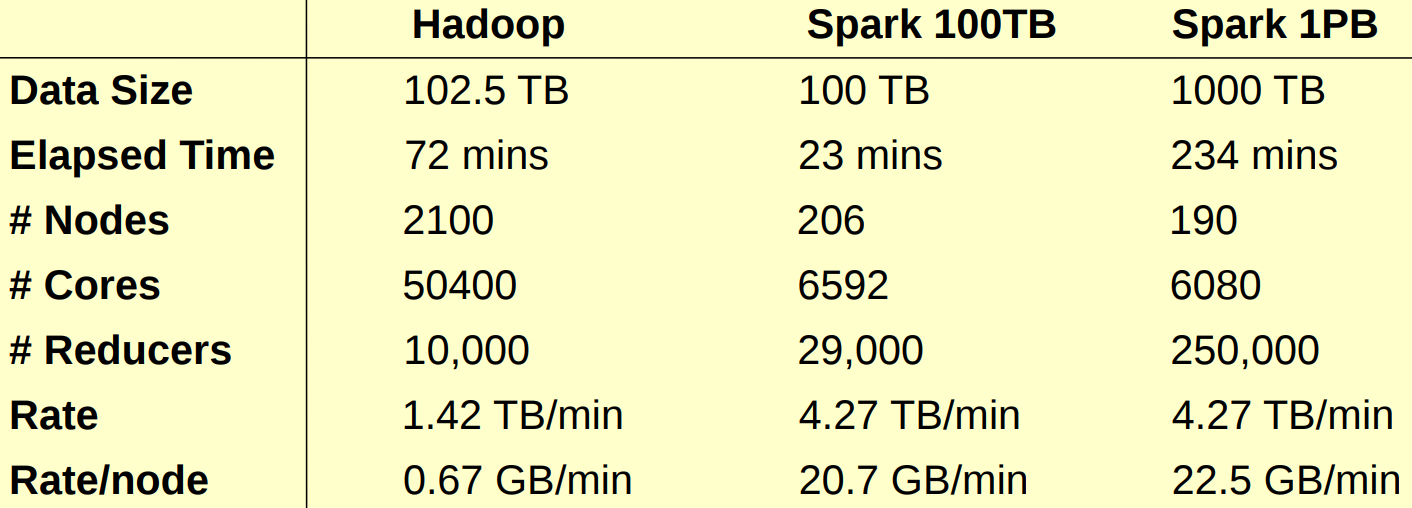 Hadoop Spark 100TB Spark 1PB
Data Size 102.5 TB 100 TB 1000 TB
Elapsed Time 72 mins 23 mins 234 mins
# Nodes 2100 206 190
# Cores 50400 6592 6080
# Reducers 10,000 29,000 250,000
Rate 1.42 TB/min 4.27 TB/min 4.27 TB/min
Rate/node 0.67 GB/min 20.7 GB/min 22.5 GB/min